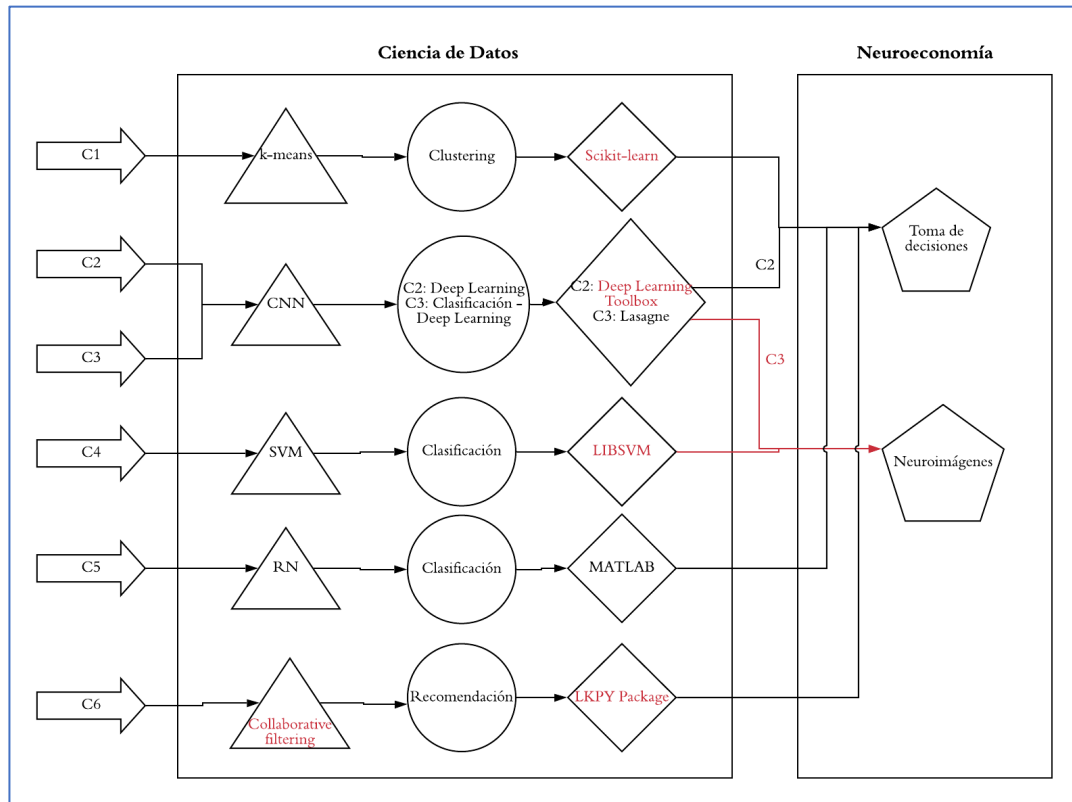 Ciencia de Datos
Neuroeconomía
C1
k-means
Clustering
Scikit-learn
C2
C3
CNN
C2: Deep Learning
C3: Clasificación -
Deep Learning
C2: Deep Learning
Toolbox
C3: Lasagne
C2
C3
Toma de
decisiones
C4
SVM
Clasificación
LIBSVM
Neuroimágenes
C5
RN
Clasificación
MATLAB
C6
Collaborative
filtering
Recomendación
LKPY Package